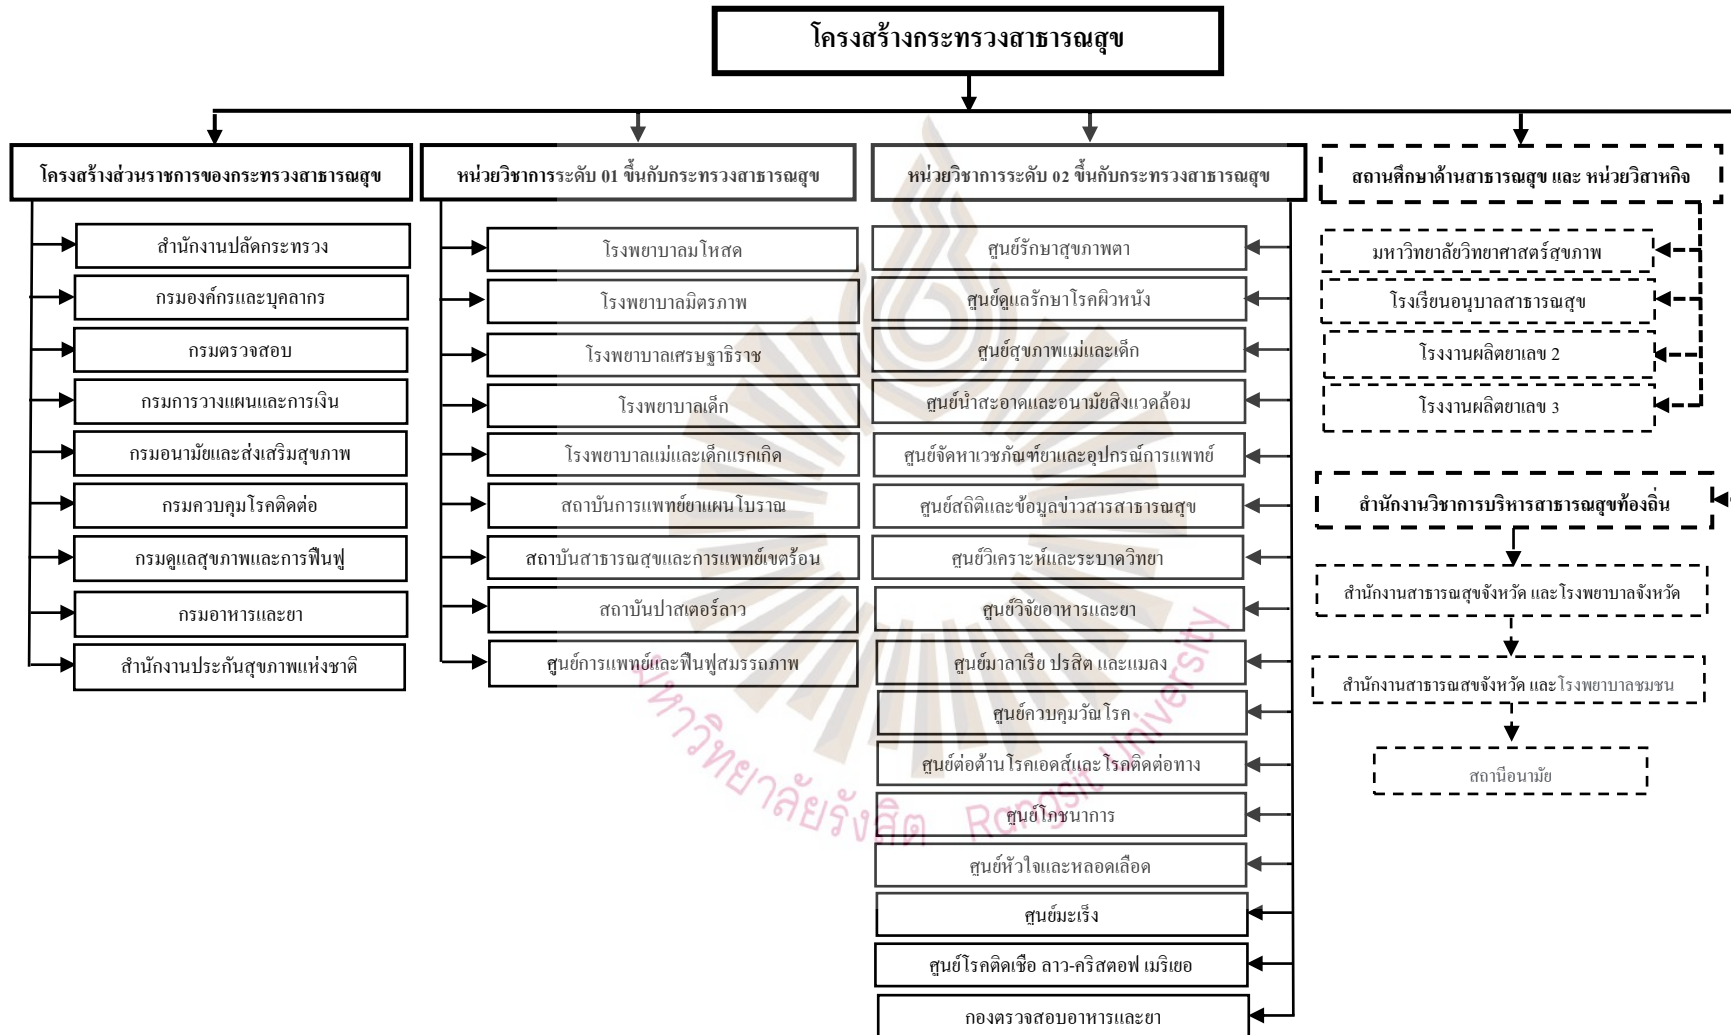 โครงสร้างกระทรวงสาธารณสุข
โครงสร้างส่วนราชการของกระทรวงสาธารณสุข
สำนักงานปลัดกระทรวง
กรมองค์กรและบุคลากร
กรมตรวจสอบ
กรมการวางแผนและการเงิน
กรมอนามัยและส่งเสริมสุขภาพ
กรมควบคุมโรคติดต่อ
กรมดูแลสุขภาพและการฟื้นฟู
กรมอาหารและยา
สำนักงานประกันสุขภาพแห่งชาติ
หน่วยวิชาการระดับ 01 ขึ้นกับกระทรวงสาธารณสุข
โรงพยาบาลมโหสด
โรงพยาบาลมิตรภาพ
โรงพยาบาลเศรษฐาธิราช
โรงพยาบาลเด็ก
โรงพยาบาลแม่และเด็กแรกเกิด
สถาบันการแพทย์ยาแผนโบราณ
สถาบันสาธารณสุขและการแพทย์เขตร้อน
สถาบันปาสเตอร์ลาว
ศูนย์การแพทย์และฟื้นฟูสมรรถภาพ
หน่วยวิชาการระดับ 02 ขึ้นกับกระทรวงสาธารณสุข
ศูนย์รักษาสุขภาพตา
ศูนย์ดูแลรักษาโรคผิวหนัง
ศูนย์สุขภาพแม่และเด็ก
ศูนย์น้ำสะอาดและอนามัยสิ่งแวดล้อม
ศูนย์จัดหาเวชภัณฑ์ยาและอุปกรณ์การแพทย์
ศูนย์สถิติและข้อมูลข่าวสารสาธารณสุข
ศูนย์วิเคราะห์และระบาดวิทยา
ศูนย์วิจัยอาหารและยา
ศูนย์มาลาเรีย ปรสิต และแมลง
ศูนย์ควบคุมวัณโรค
ศูนย์ต่อต้านโรคเอดส์และโรคติดต่อทาง
ศูนย์โภชนาการ
ศูนย์หัวใจและหลอดเลือด
ศูนย์มะเร็ง
ศูนย์โรคติดเชื้อ ลาว-คริสตอฟ เมริเยอ
กองตรวจสอบอาหารและยา
สถานศึกษาด้านสาธารณสุข และ หน่วยวิสาหกิจ
มหาวิทยาลัยวิทยาศาสตร์สุขภาพ
โรงเรียนอนุบาลสาธารณสุข
โรงงานผลิตยาเลข 2
โรงงานผลิตยาเลข 3
สำนักงานวิชาการบริหารสาธารณสุขท้องถิ่น
สำนักงานสาธารณสุขจังหวัด และโรงพยาบาลจังหวัด
สำนักงานสาธารณสขจังหวัด และโรงพยาบาลชุมชน
สถานีอนามัย
มหาวิทยาลัยรังสิต Rangsit University